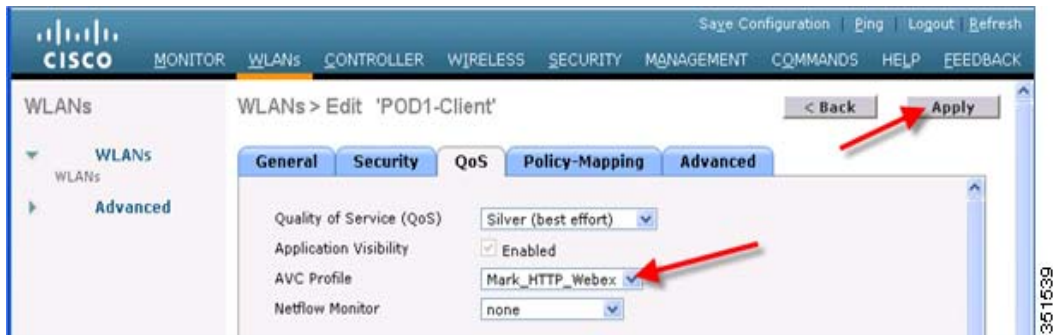 Save Configuration | Ping | Logout | Refresh
CISCO MONITOR WLANs CONTROLLER WIRELESS SECURITY MANAGEMENT COMMANDS HELP FEEDBACK
WLANs
WLANs > Edit 'POD1-Client'
< Back
Apply
WLANs
WLANs
Advanced
General Security QoS Policy-Mapping Advanced
Quality of Service (QoS) Silver (best effort)
Application Visibility Enabled
AVC Profile Mark_HTTP_Webex
Netflow Monitor none
351539